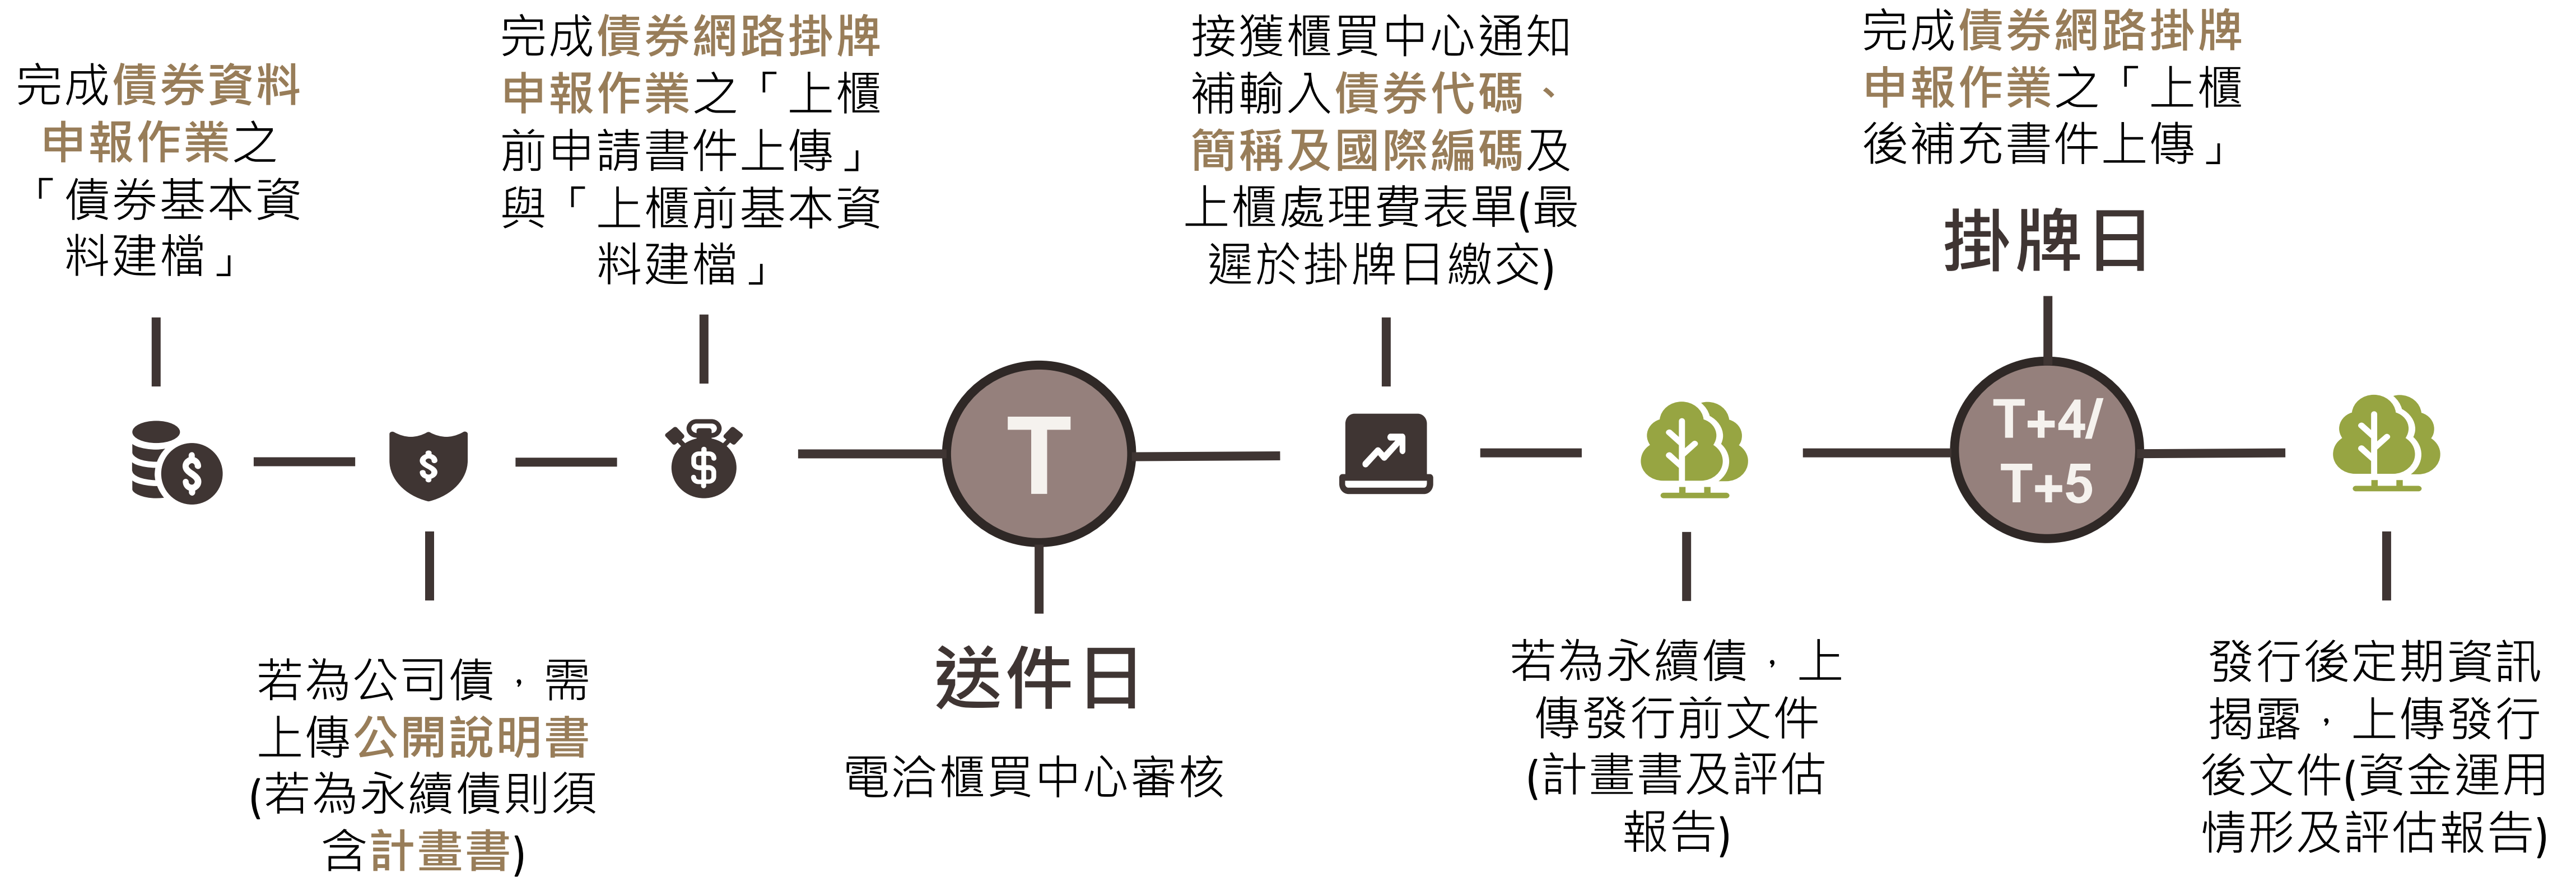 完成債券資料
申報作業之
「債券基本資
料建檔」
若為公司債，需
上傳公開說明書
(若為永續債則須
含計畫書)
完成債券網路掛牌
申報作業之「上櫃
前申請書件上傳」
與「上櫃前基本資
料建檔」
T
送件日
電洽櫃買中心審核
接獲櫃買中心通知
補輸入債券代碼、
簡稱及國際編碼及
上櫃處理費表單(最
遲於掛牌日繳交)
若為永續債，上
傳發行前文件
(計畫書及評估
報告)
完成債券網路掛牌
申報作業之「上櫃
後補充書件上傳」
掛牌日
T+4/
T+5
發行後定期資訊
揭露，上傳發行
後文件(資金運用
情形及評估報告)